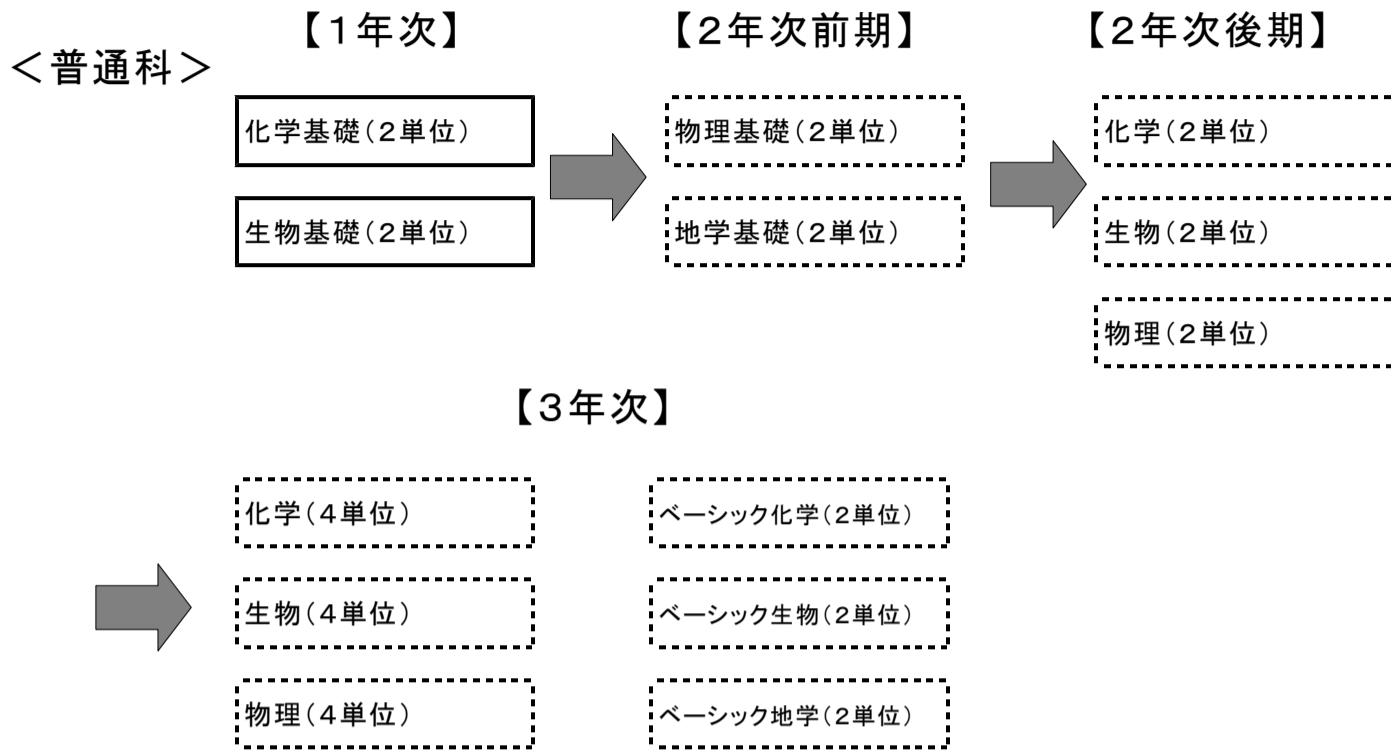 【1年次】
【2年次前期】
【2年次後期】
＜普通科＞
化学基礎（2単位）
物理基礎（2単位）
化学（2単位）
生物基礎（2単位）
地学基礎（2単位）
生物（2単位）
物理（2単位）
【3年次】
化学（4単位）
ベーシック化学（2単位）
生物（4単位）
ベーシック生物（2単位）
物理（4単位）
ベーシック地学（2単位）